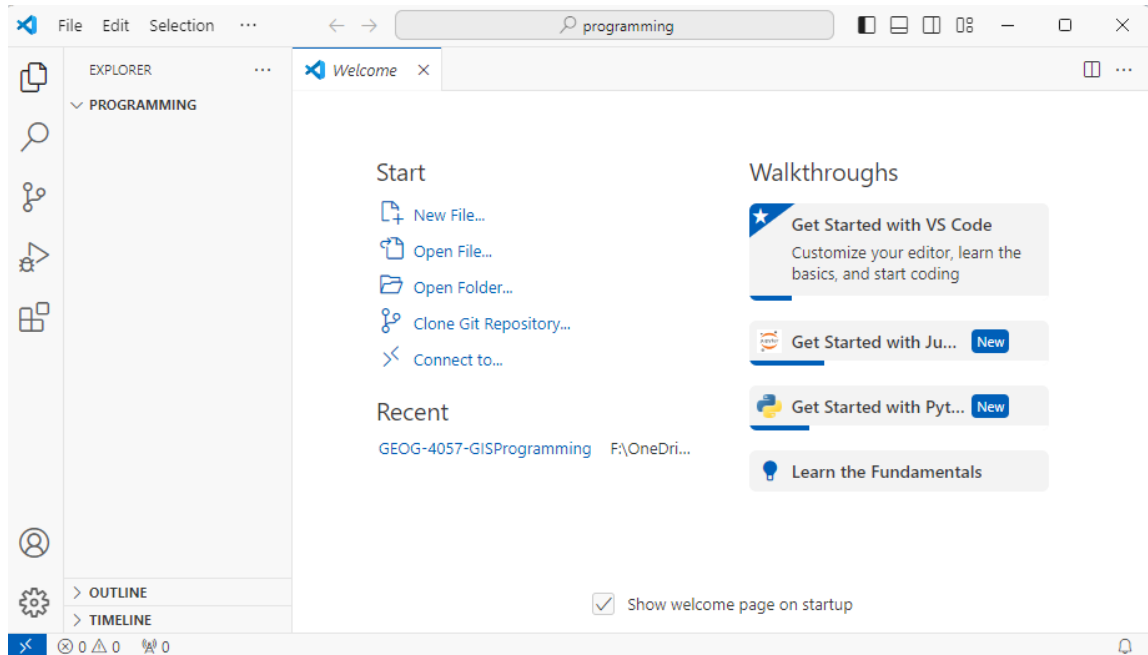 File Edit Selection ··· programming
EXPLORER ···
Welcome
PROGRAMMING
Start
New File...
Open File...
Open Folder...
Clone Git Repository...
Connect to...
Recent
GEOG-4057-GISProgramming F:\OneDri...
Walkthroughs
Get Started with VS Code
Customize your editor, learn the
basics, and start coding
Get Started with Ju... New
Get Started with Pyt... New
Learn the Fundamentals
OUTLINE
TIMELINE
Show welcome page on startup
0 0 0